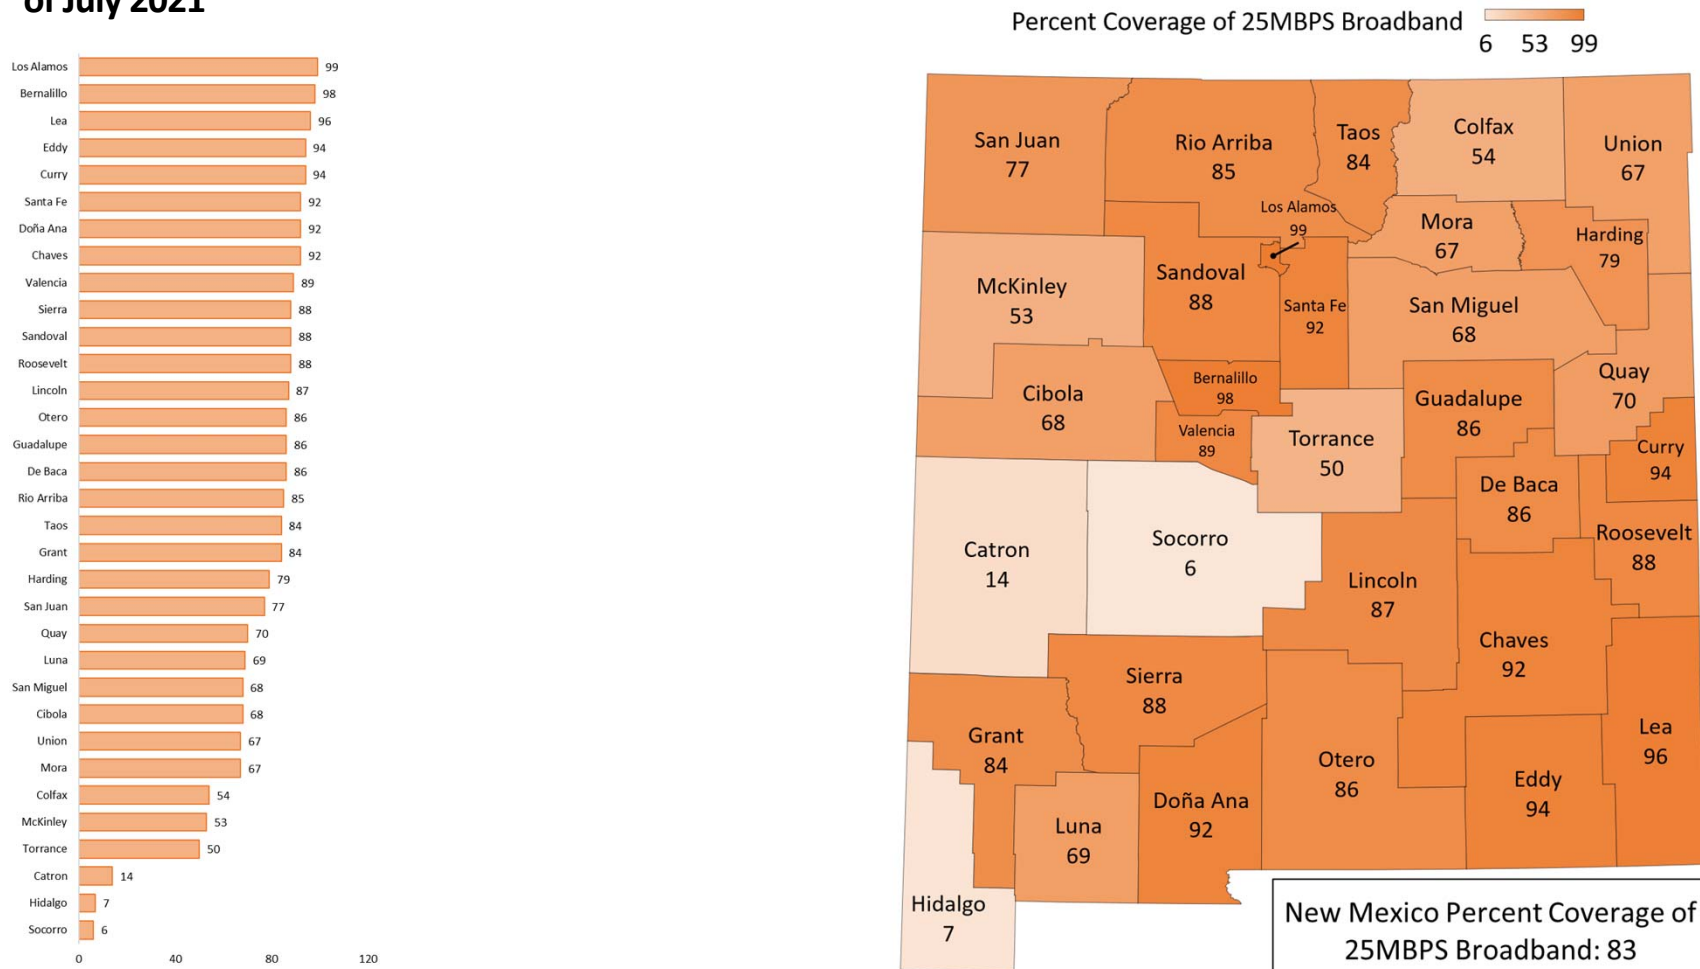 of July 2021
Los Alamos 99
Bernalillo 98
Lea 96
Eddy 94
Curry 94
Santa Fe 92
Doña Ana 92
Chaves 92
Valencia 89
Sierra 88
Sandoval 88
Roosevelt 88
Lincoln 87
Otero 86
Guadalupe 86
De Baca 86
Rio Arriba 85
Taos 84
Grant 84
Harding 79
San Juan 77
Quay 70
Luna 69
San Miguel 68
Cibola 68
Union 67
Mora 67
Colfax 54
McKinley 53
Torrance 50
Catron 14
Hidalgo 7
Socorro 6
0 40 80 120
Percent Coverage of 25MBPS Broadband
6 53 99
San Juan
77
Rio Arriba
85
Taos
84
Colfax
54
Union
67
Los Alamos
99
Mora
67
Harding
79
McKinley
53
Sandoval
88
Santa Fe
92
San Miguel
68
Cibola
68
Bernalillo
98
Valencia
89
Torrance
50
Guadalupe
86
Quay
70
Curry
94
De Baca
86
Roosevelt
88
Catron
14
Socorro
6
Lincoln
87
Chaves
92
Sierra
88
Grant
84
Otero
86
Lea
96
Eddy
94
Doña Ana
92
Luna
69
Hidalgo
7
New Mexico Percent Coverage of
25MBPS Broadband: 83